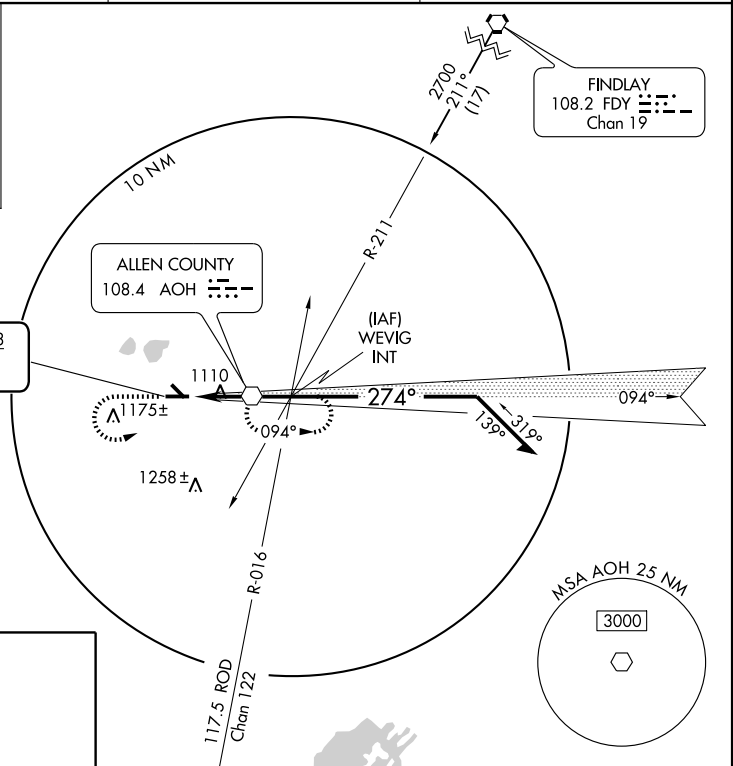 2700
211°
(17)
FINDLAY
108.2 FDY
Chan 19
10 NM
R-211
ALLEN COUNTY
108.4 AOH
(IAF)
WEVIG
INT
3
1110
1175±
274°
094°
094°
139°
319°
1258±
R-016
MSA AOH 25 NM
3000
117.5 ROD
Chan 122